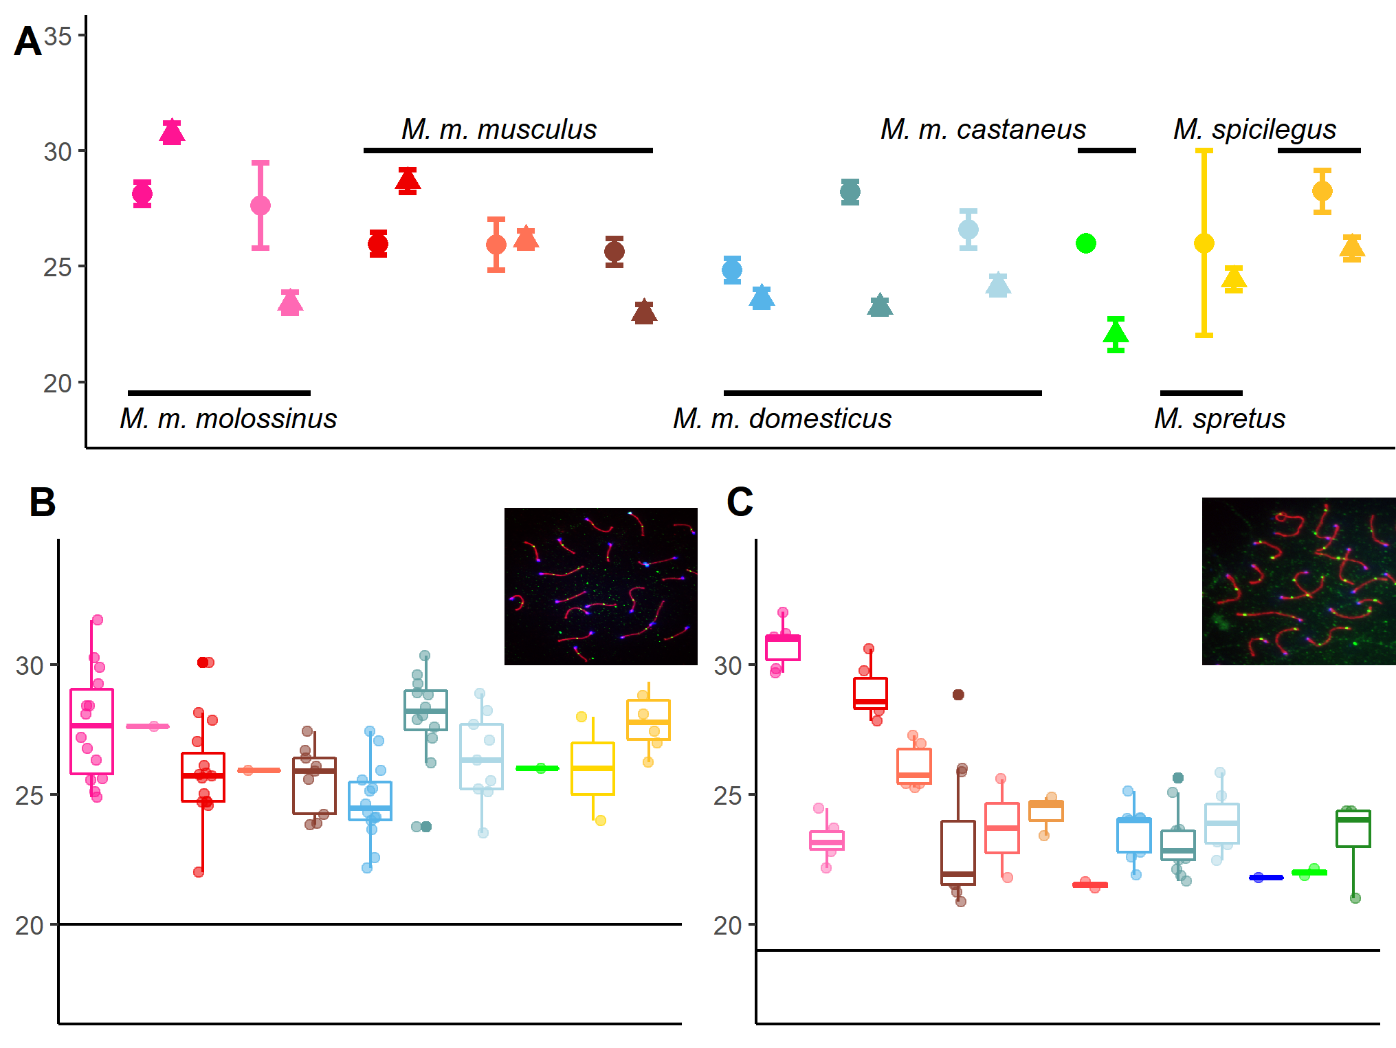 A
35
30
25
20
M. m. musculus
M. m. castaneus
M. spicilegus
M. m. molossinus
M. m. domesticus
M. spretus
B
30
25
20
C
30
25
20